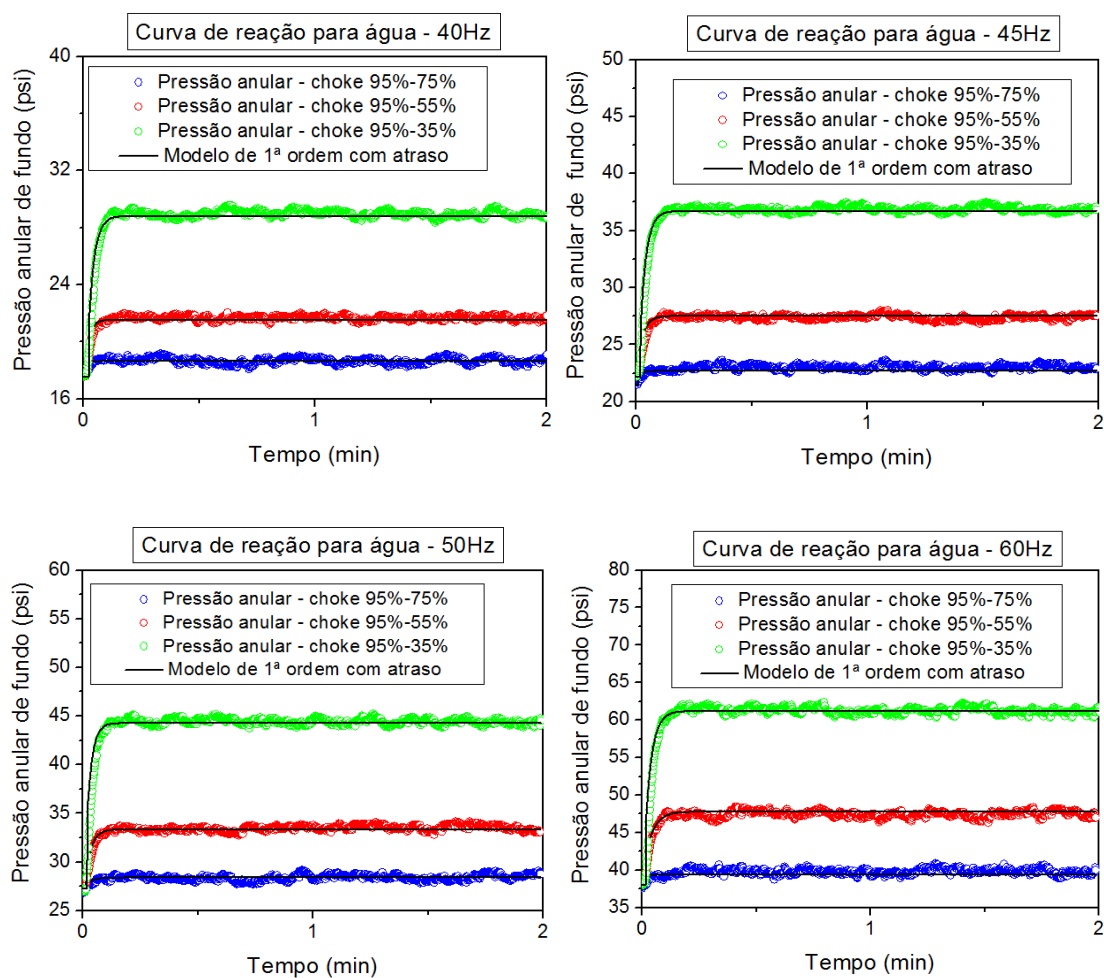 Curva de reação para água - 40Hz
Pressão anular de fundo (psi)
40
32
24
16
Pressão anular - choke 95%-75%
Pressão anular - choke 95%-55%
Pressão anular - choke 95%-35%
Modelo de 1ª ordem com atraso
0
1
2
Tempo (min)
Curva de reação para água - 45Hz
Pressão anular de fundo (psi)
50
45
40
35
30
25
20
Pressão anular - choke 95%-75%
Pressão anular - choke 95%-55%
Pressão anular - choke 95%-35%
Modelo de 1ª ordem com atraso
0
1
2
Tempo (min)
Curva de reação para água - 50Hz
Pressão anular de fundo (psi)
60
55
50
45
40
35
30
25
Pressão anular - choke 95%-75%
Pressão anular - choke 95%-55%
Pressão anular - choke 95%-35%
Modelo de 1ª ordem com atraso
0
1
2
Tempo (min)
Curva de reação para água - 60Hz
Pressão anular de fundo (psi)
80
75
70
65
60
55
50
45
40
35
Pressão anular - choke 95%-75%
Pressão anular - choke 95%-55%
Pressão anular - choke 95%-35%
Modelo de 1ª ordem com atraso
0
1
2
Tempo (min)